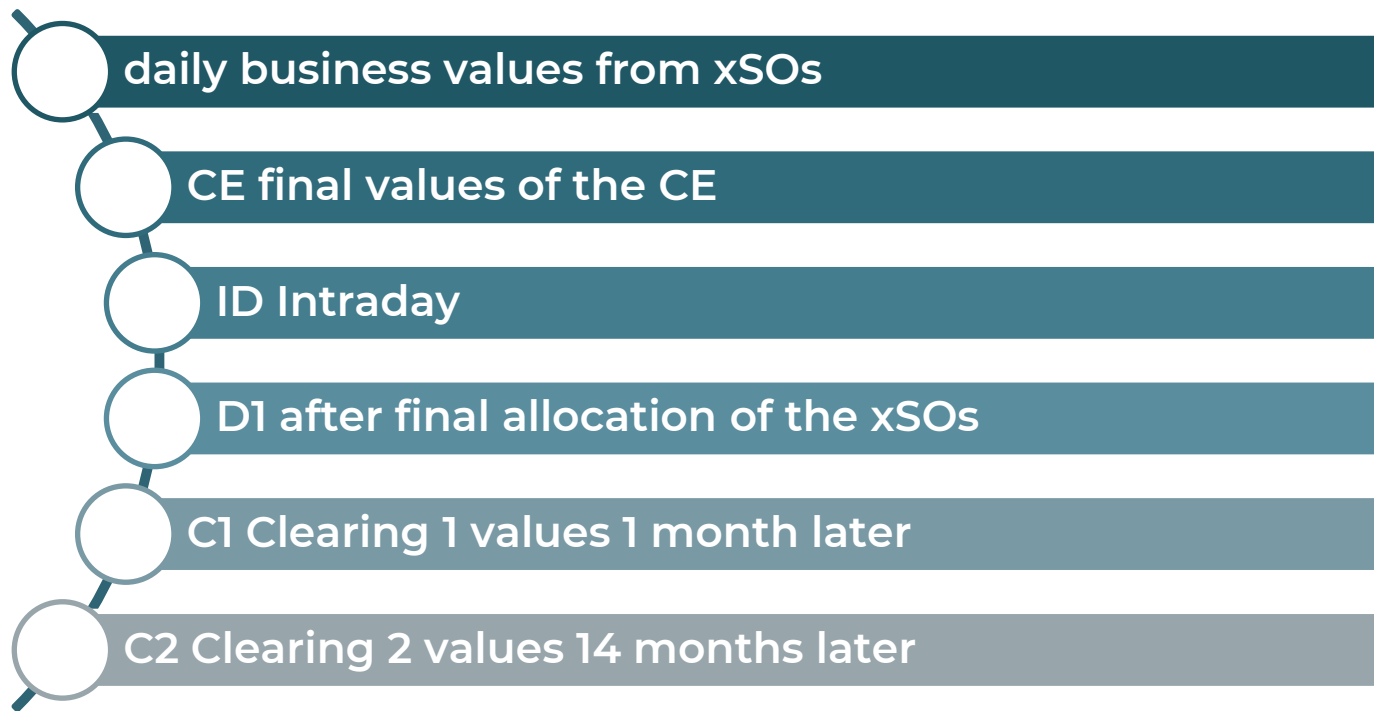 daily business values from xSOs
CE final values of the CE
ID Intraday
D1 after final allocation of the xSOs
C1 Clearing 1 values 1 month later
C2 Clearing 2 values 14 months later